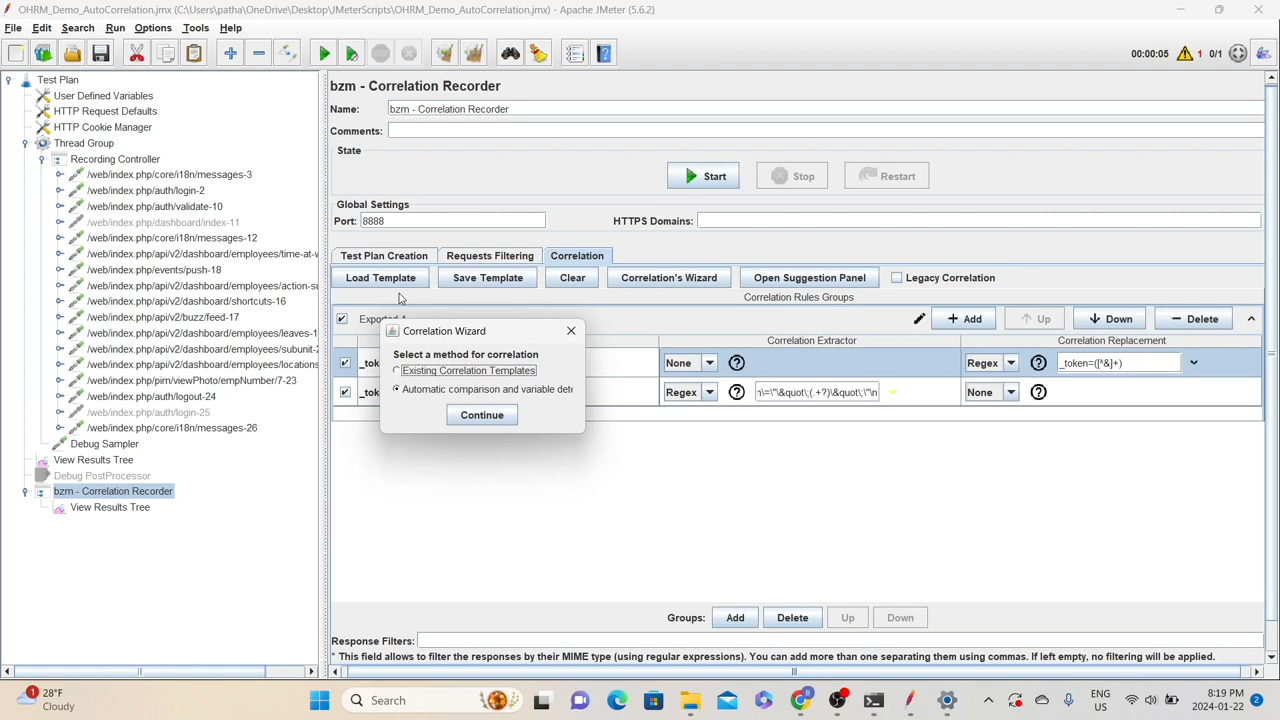 OHRM_Demo_AutoCorrelation.jmx (C:\Users\patha\OneDrive\Desktop\JMeterScripts\OHRM_Demo_AutoCorrelation.jmx) - Apache JMeter (5.6.2)
File Edit Search Run Options Tools Help
00:00:05 1 0/1
Test Plan
User Defined Variables
HTTP Request Defaults
HTTP Cookie Manager
Thread Group
Recording Controller
/web/index.php/core/i18n/messages-3
/web/index.php/auth/login-2
/web/index.php/auth/validate-10
/web/index.php/dashboard/index-11
/web/index.php/core/i18n/messages-12
/web/index.php/api/v2/dashboard/employees/time-at-w
/web/index.php/events/push-18
/web/index.php/api/v2/dashboard/employees/action-su
/web/index.php/api/v2/dashboard/shortcuts-16
/web/index.php/api/v2/buzz/feed-17
/web/index.php/api/v2/dashboard/employees/leaves-1
/web/index.php/api/v2/dashboard/employees/subunit-2
/web/index.php/api/v2/dashboard/employees/locations
/web/index.php/pim/viewPhoto/empNumber/7-23
/web/index.php/auth/logout-24
/web/index.php/auth/login-25
/web/index.php/core/i18n/messages-26
Debug Sampler
View Results Tree
Debug PostProcessor
bzm - Correlation Recorder
View Results Tree
bzm - Correlation Recorder
Name: bzm - Correlation Recorder
Comments:
State
Start Stop Restart
Global Settings
Port: 8888 HTTPS Domains:
Test Plan Creation Requests Filtering Correlation
Load Template Save Template Clear Correlation's Wizard Open Suggestion Panel Legacy Correlation
Correlation Rules Groups
Add Up Down Delete
Correlation Extractor Correlation Replacement
_tok None ? Regex ? _token=([^&]+)
_tok Regex ? n\=\"\&quot\;(.+?)\&quot\;\"\n None ?
Correlation Wizard
Select a method for correlation
Existing Correlation Templates
Automatic comparison and variable dete
Continue
Groups: Add Delete Up Down
Response Filters:
* This field allows to filter the responses by their MIME type (using regular expressions). You can add more than one separating them using commas. If left empty, no filtering will be applied.
1 28°F
Cloudy
Search
ENG
US
8:19 PM
2024-01-22
2